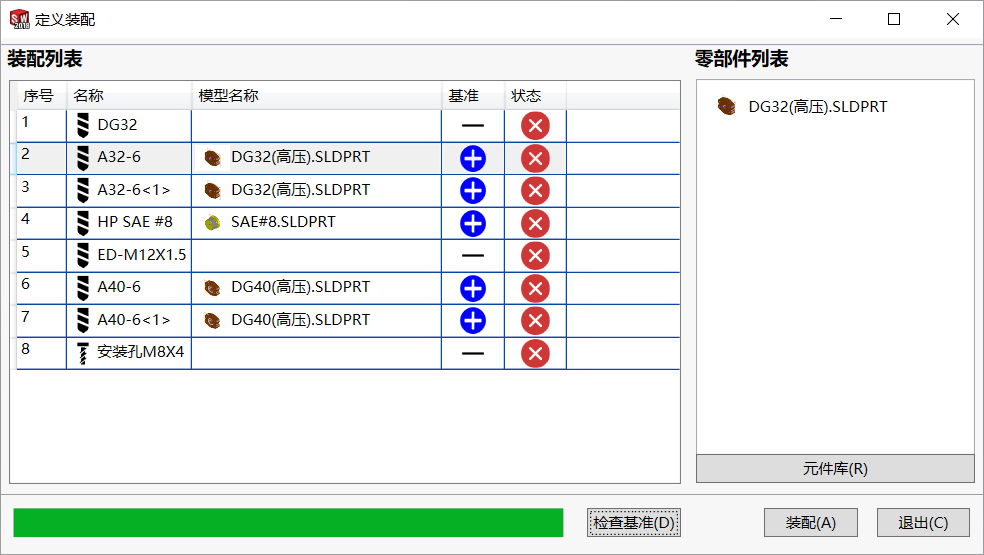 SW 2018 定义装配
装配列表
序号 名称 模型名称 基准 状态
1 DG32
2 A32-6 DG32(高压).SLDPRT
3 A32-6<1> DG32(高压).SLDPRT
4 HP SAE #8 SAE#8.SLDPRT
5 ED-M12X1.5
6 A40-6 DG40(高压).SLDPRT
7 A40-6<1> DG40(高压).SLDPRT
8 安装孔M8X4
零部件列表
DG32(高压).SLDPRT
元件库(R)
检查基准(D) 装配(A) 退出(C)